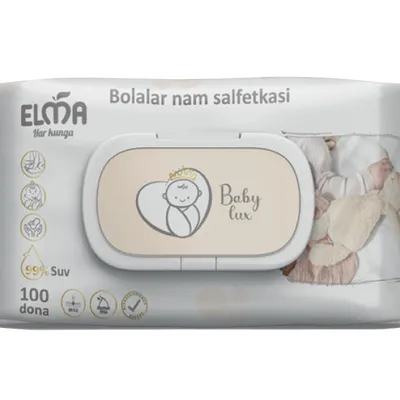 Bolalar nam salfetkasi
ELMA
Har kunga
Baby
lux
99% Suv
100
dona